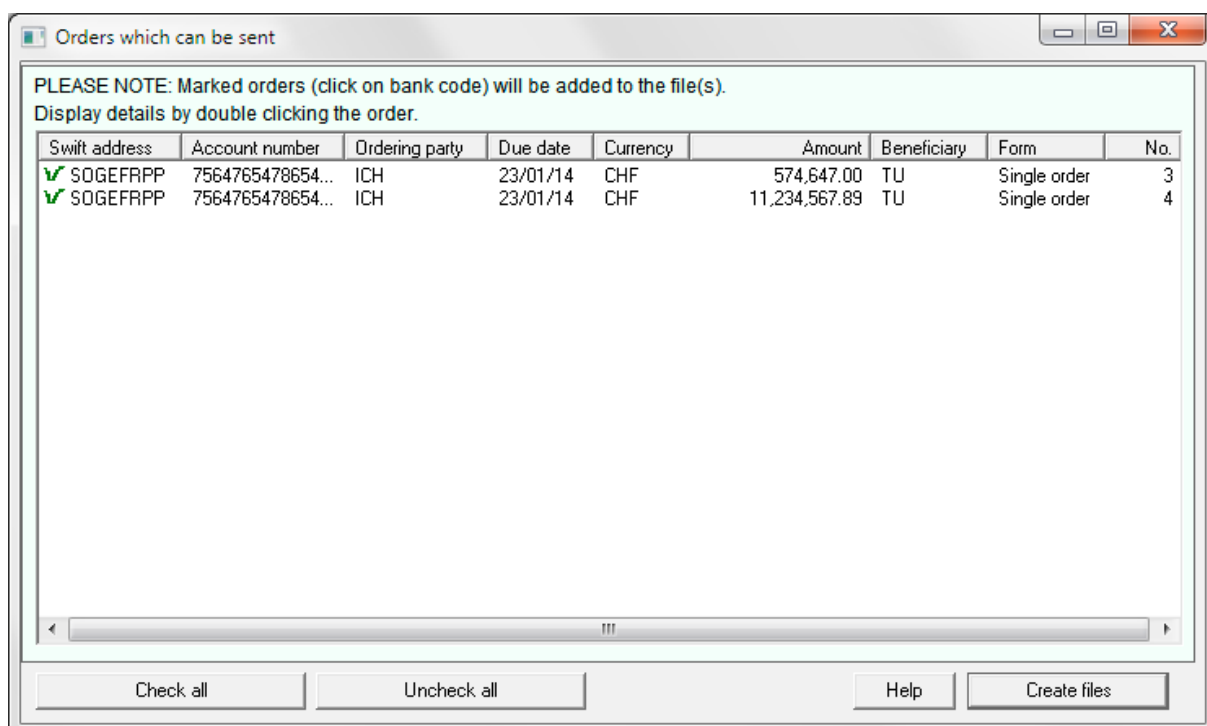 Orders which can be sent
PLEASE NOTE: Marked orders (click on bank code) will be added to the file(s).
Display details by double clicking the order.
Swift address Account number Ordering party Due date Currency Amount Beneficiary Form No.
SOGEFRPP 7564765478654... ICH 23/01/14 CHF 574,647.00 TU Single order 3
SOGEFRPP 7564765478654... ICH 23/01/14 CHF 11,234,567.89 TU Single order 4
Check all Uncheck all Help Create files